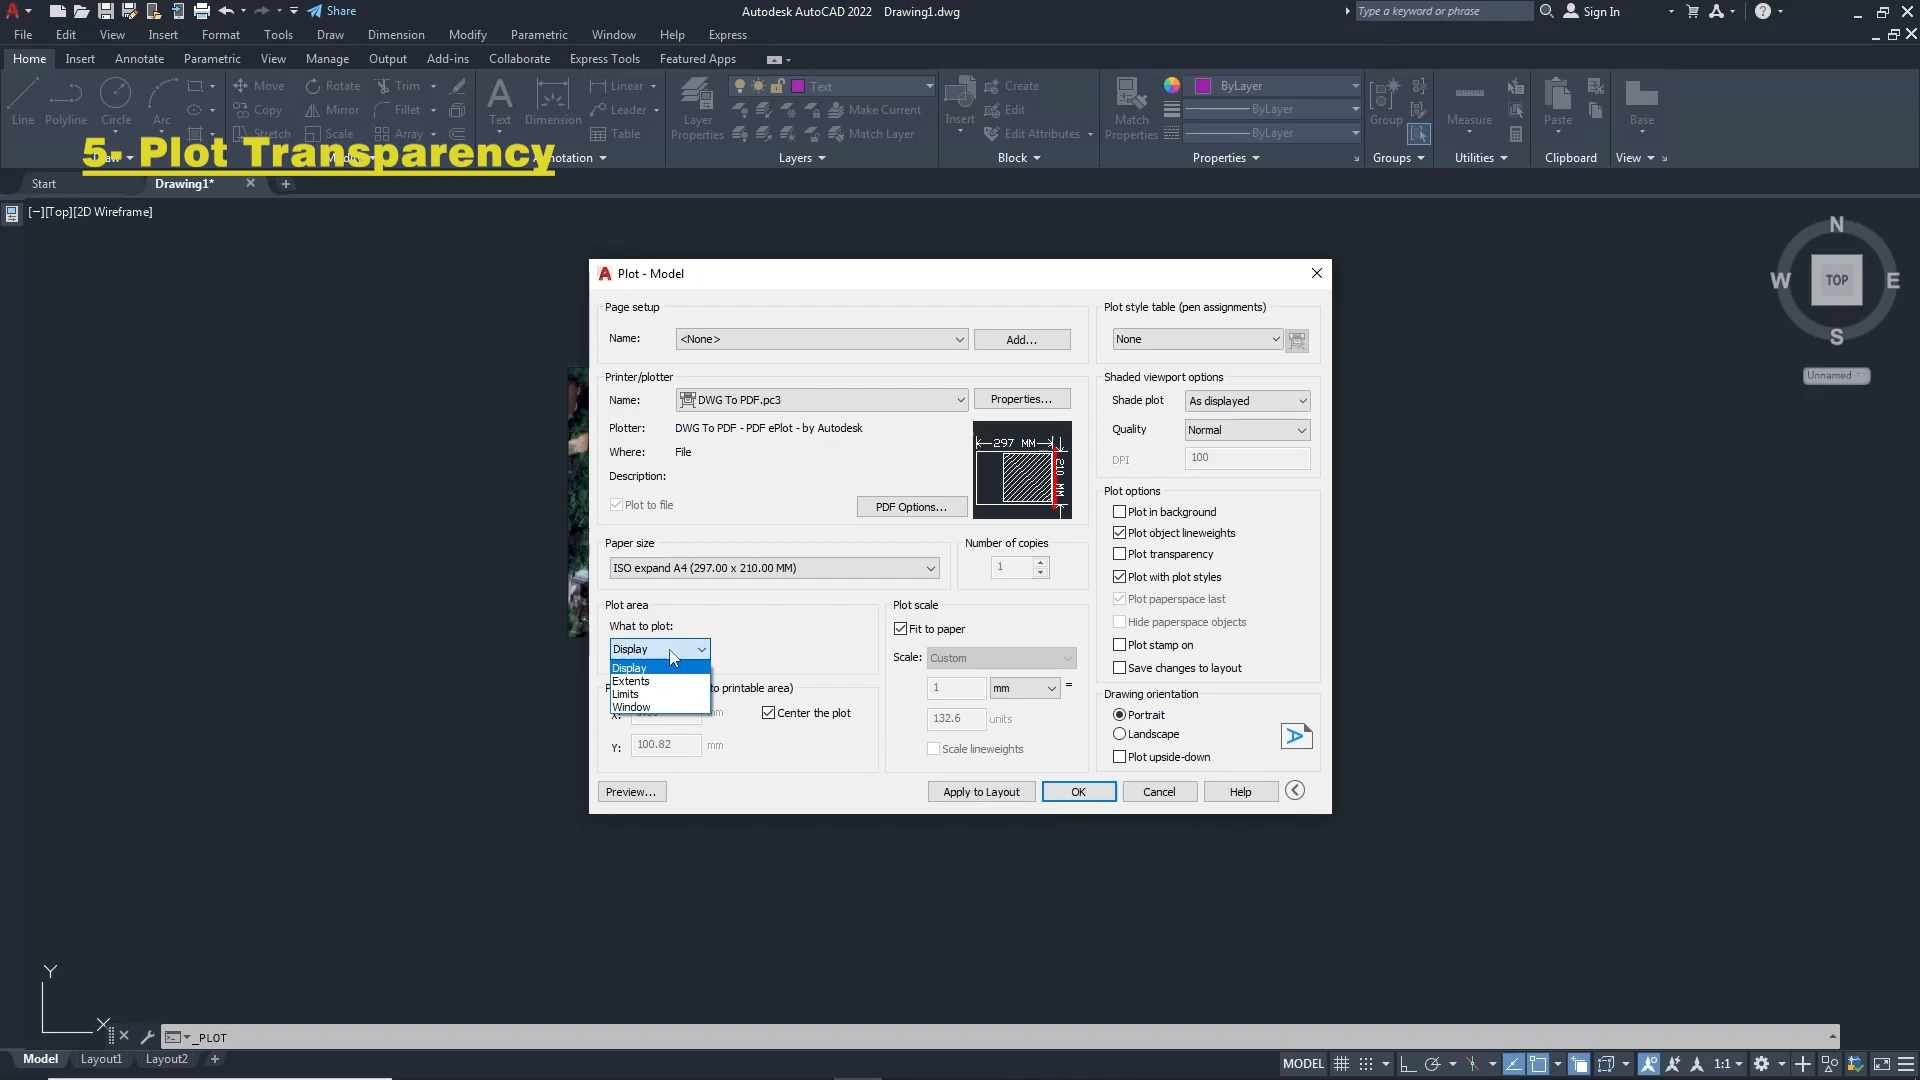 Share
Autodesk AutoCAD 2022 Drawing1.dwg
Type a keyword or phrase
Sign In
File Edit View Insert Format Tools Draw Dimension Modify Parametric Window Help Express
Home Insert Annotate Parametric View Manage Output Add-ins Collaborate Express Tools Featured Apps
Line Polyline Circle Arc
Move Rotate Trim
Copy Mirror Fillet
Stretch Scale Array
Text Dimension
Linear
Leader
Table
Layer
Properties
Text
Make Current
Match Layer
Insert
Create
Edit
Edit Attributes
Match
Properties
ByLayer
ByLayer
ByLayer
Group
Measure
Paste
Base
Draw Annotation Layers Block Properties Groups Utilities Clipboard View
5. Plot Transparency
Start Drawing1*
[−][Top][2D Wireframe]
N
W TOP E
S
Unnamed
Plot - Model
Page setup
Name: <None> Add...
Printer/plotter
Name: DWG To PDF.pc3 Properties...
Plotter: DWG To PDF - PDF ePlot - by Autodesk
Where: File
Description:
Plot to file PDF Options...
297 MM
210 MM
Paper size
ISO expand A4 (297.00 x 210.00 MM)
Number of copies
1
Plot area
What to plot:
Display
Display
Extents
Limits
Window
to printable area)
X: mm Center the plot
Y: 100.82 mm
Plot scale
Fit to paper
Scale: Custom
1 mm =
132.6 units
Scale lineweights
Plot style table (pen assignments)
None
Shaded viewport options
Shade plot As displayed
Quality Normal
DPI 100
Plot options
Plot in background
Plot object lineweights
Plot transparency
Plot with plot styles
Plot paperspace last
Hide paperspace objects
Plot stamp on
Save changes to layout
Drawing orientation
Portrait
Landscape
Plot upside-down
Preview... Apply to Layout OK Cancel Help
Y
X
_PLOT
Model Layout1 Layout2
MODEL 1:1